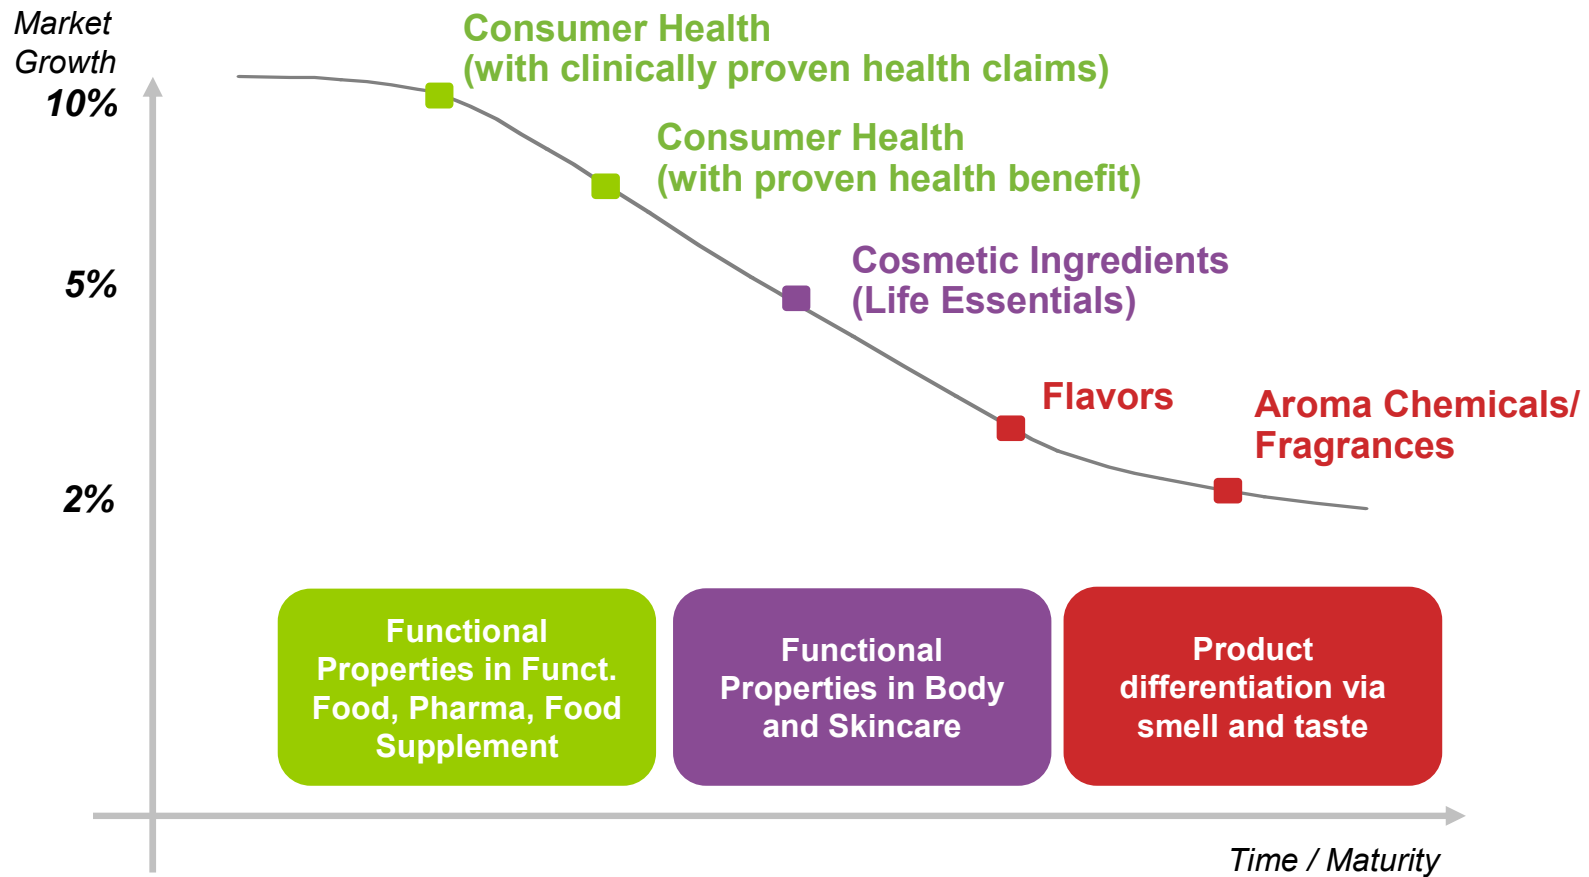 Market
Growth
10%
5%
2%
Consumer Health
(with clinically proven health claims)
Consumer Health
(with proven health benefit)
Cosmetic Ingredients
(Life Essentials)
Flavors
Aroma Chemicals/
Fragrances
Functional
Properties in Funct.
Food, Pharma, Food
Supplement
Functional
Properties in Body
and Skincare
Product
differentiation via
smell and taste
Time / Maturity